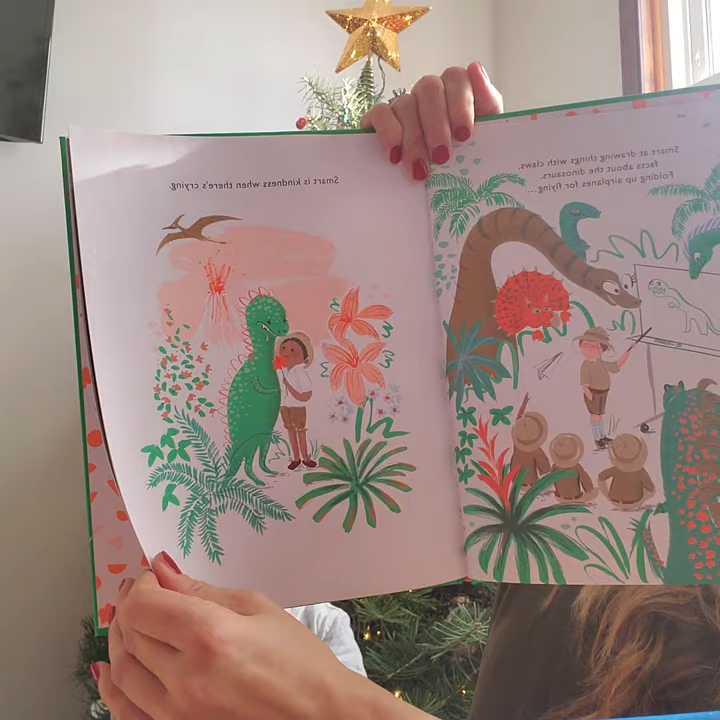 Smart at drawing things with claws,
facts about the dinosaurs.
Folding up airplanes for flying...
Smart is kindness when there's crying.